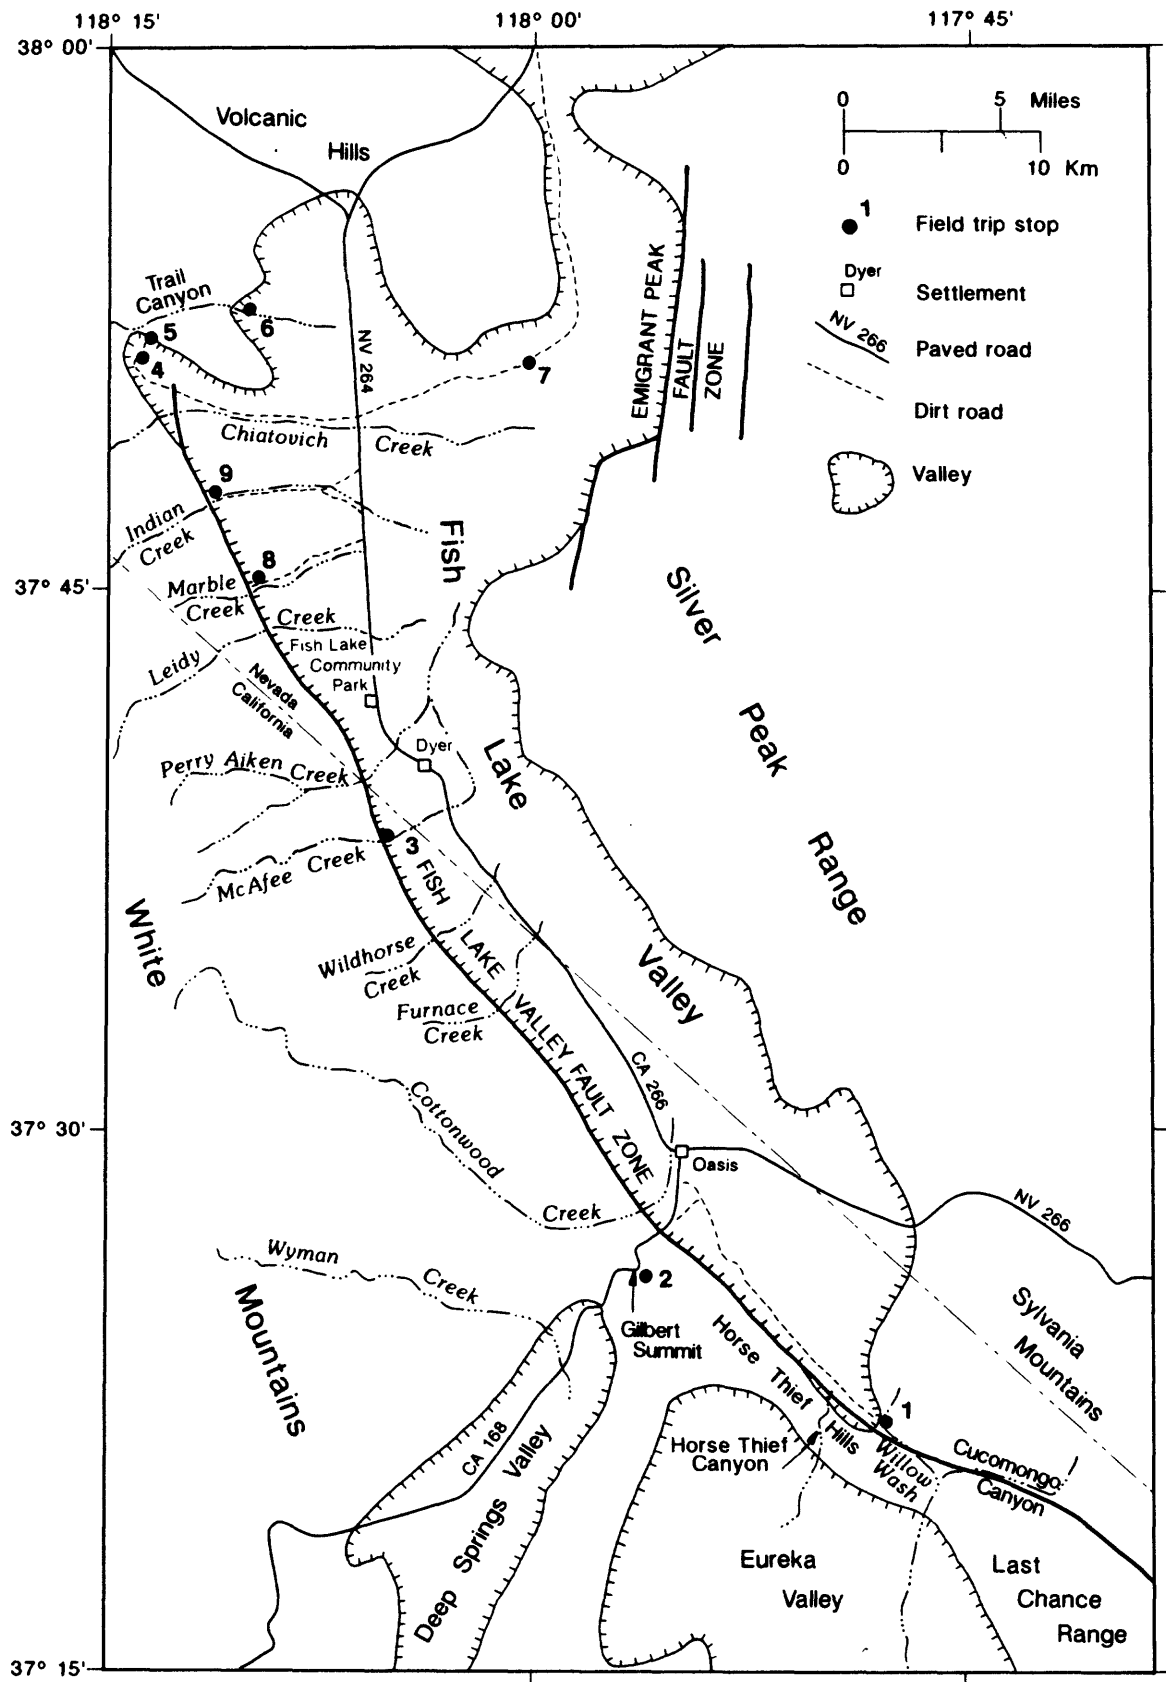 118° 15'
118° 00'
117° 45'
38° 00'
Volcanic
Hills
0
5
Miles
0
10
Km
1
Field trip stop
Dyer
Settlement
NV 266
Paved road
Dirt road
Valley
Trail
Canyon
5
6
4
7
NV 264
EMIGRANT PEAK
FAULT
ZONE
Chiatovich
Creek
9
Indian
Creek
8
Fish
37° 45'
Marble
Creek
Silver
Creek
Fish Lake
Community
Park
Leidy
Nevada
California
Peak
Dyer
Lake
Perry Aiken
Creek
3
McAfee
Creek
FISH
Range
White
LAKE
Wildhorse
Creek
Valley
Furnace
Creek
VALLEY FAULT
ZONE
CA 266
Cottonwood
37° 30'
Oasis
Creek
NV 266
Wyman
Creek
2
Mountains
Gilbert
Summit
Sylvania
Mountains
Horse
Thief
Hills
1
CA 168
Horse Thief
Canyon
Willow
Wash
Cucomongo
Canyon
Deep Springs Valley
Eureka
Valley
Last
Chance
Range
37° 15'